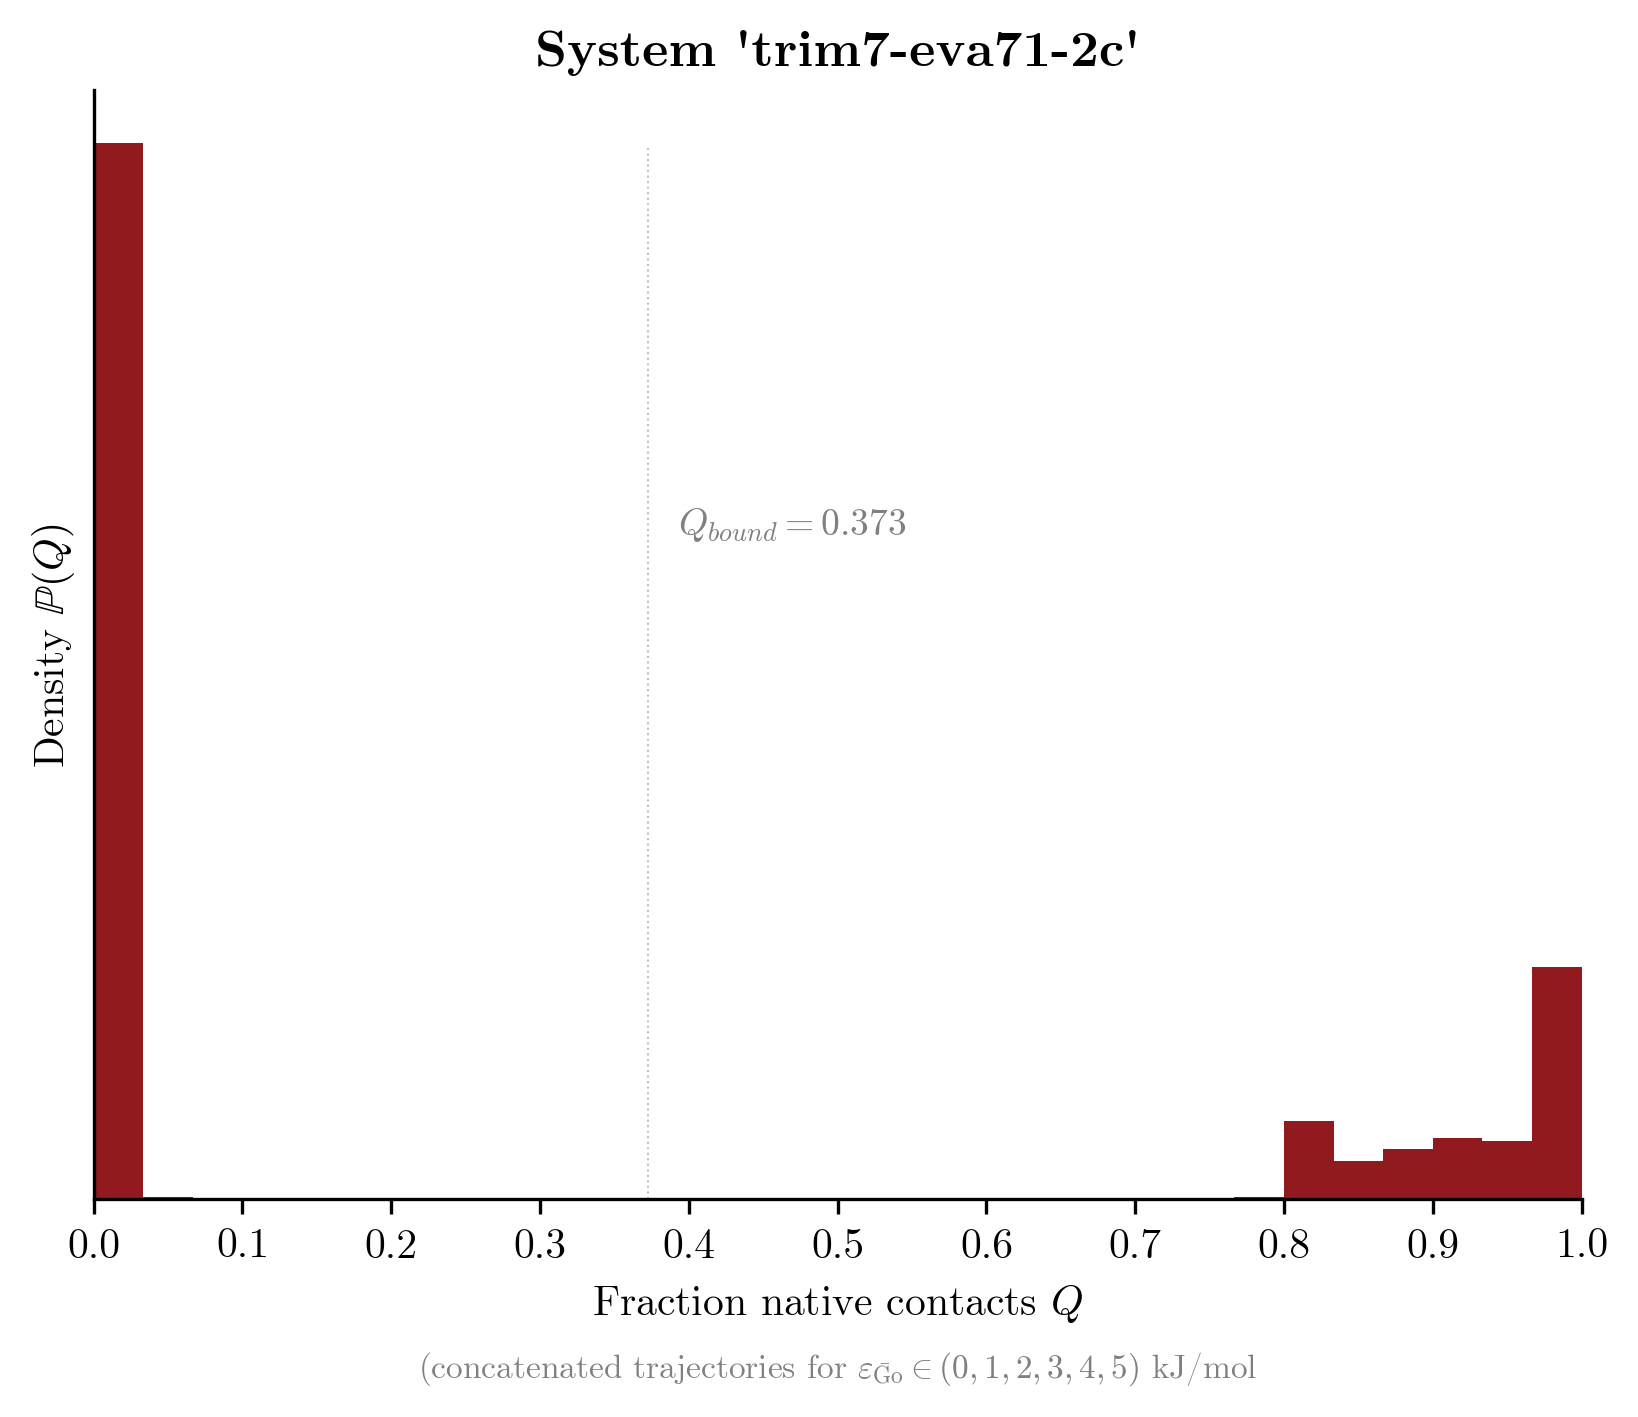 System 'trim7-eva71-2c'
Density ℙ(Q)
Q_bound = 0.373
0.0 0.1 0.2 0.3 0.4 0.5 0.6 0.7 0.8 0.9 1.0
Fraction native contacts Q
(concatenated trajectories for ε_Ḡo ∈ (0, 1, 2, 3, 4, 5) kJ/mol